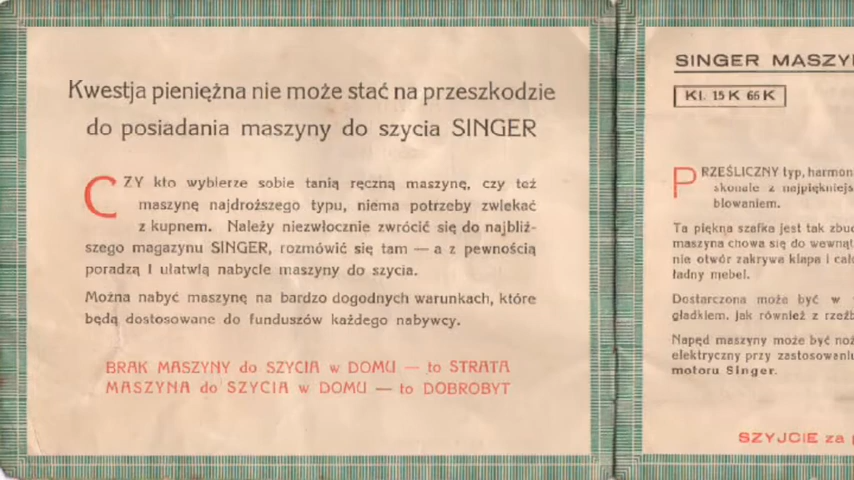 Kwestja pieniężna nie może stać na przeszkodzie
do posiadania maszyny do szycia SINGER
CZY kto wybierze sobie tanią ręczną maszynę, czy też
maszynę najdroższego typu, niema potrzeby zwlekać
z kupnem. Należy niezwłocznie zwrócić się do najbliż-
szego magazynu SINGER, rozmówić się tam — a z pewnością
poradzą i ułatwią nabycie maszyny do szycia.
Można nabyć maszynę na bardzo dogodnych warunkach, które
będą dostosowane do funduszów każdego nabywcy.
BRAK MASZYNY do SZYCIA w DOMU — to STRATA
MASZYNA do SZYCIA w DOMU — to DOBROBYT
SINGER MASZY
Kl. 15 K 66 K
PRZEŚLICZNY typ, harmon
skonale z najpiękniejs
blowaniem.
Ta piękna szafka jest tak zbud
maszyna chowa się do wewnąt
nie otwór zakrywa klapa i cał
ładny mebel.
Dostarczona może być w
gładkiem, jak również z rzeźb
Napęd maszyny może być noż
elektryczny przy zastosowaniu
motoru Singer.
SZYJCIE za